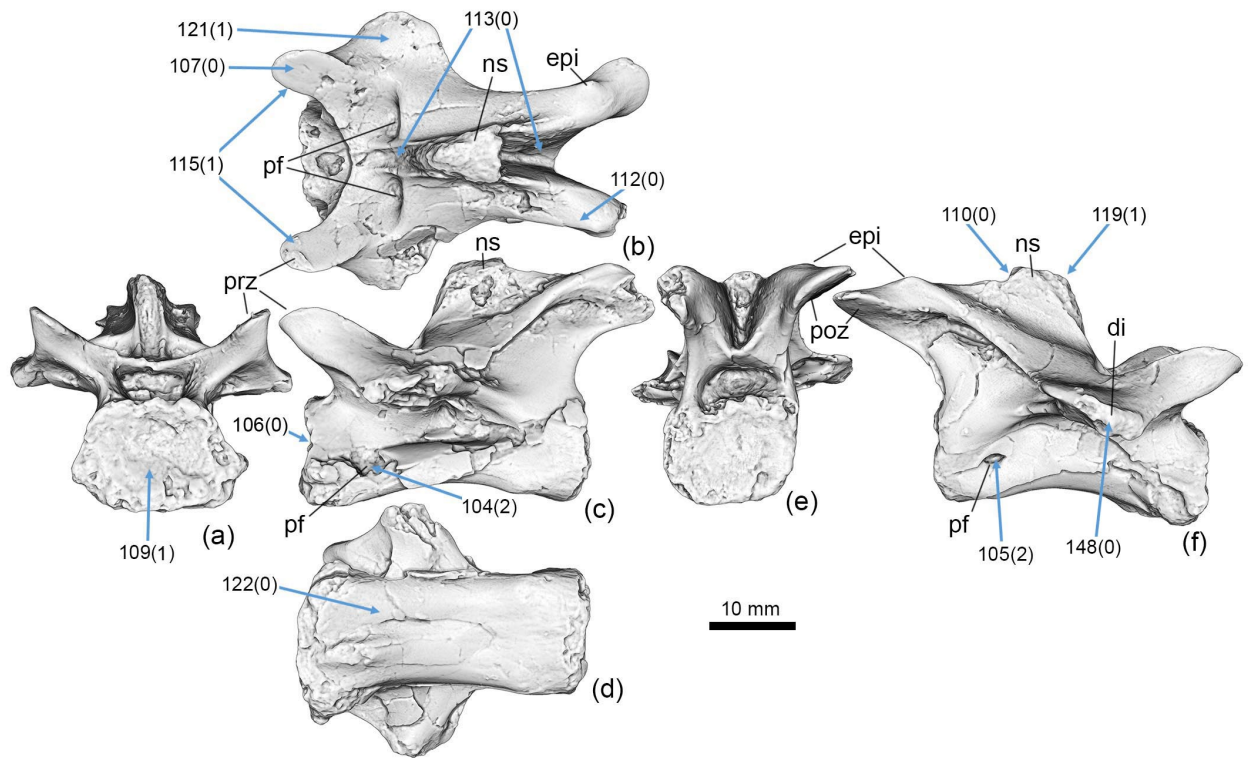 121(1)
113(0)
107(0)
ns
epi
115(1)
pf
112(0)
(b)
prz
ns
epi
110(0)
ns
119(1)
poz
di
106(0)
pf
104(2)
(c)
(a)
109(1)
(e)
pf
105(2)
148(0)
(f)
122(0)
(d)
10 mm